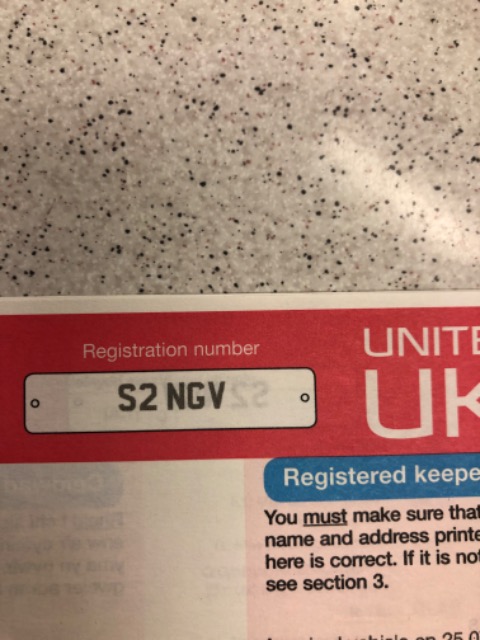 Registration number
S2 NGV
UNITE
UK
Registered keepe
You must make sure that
name and address printe
here is correct. If it is not
see section 3.